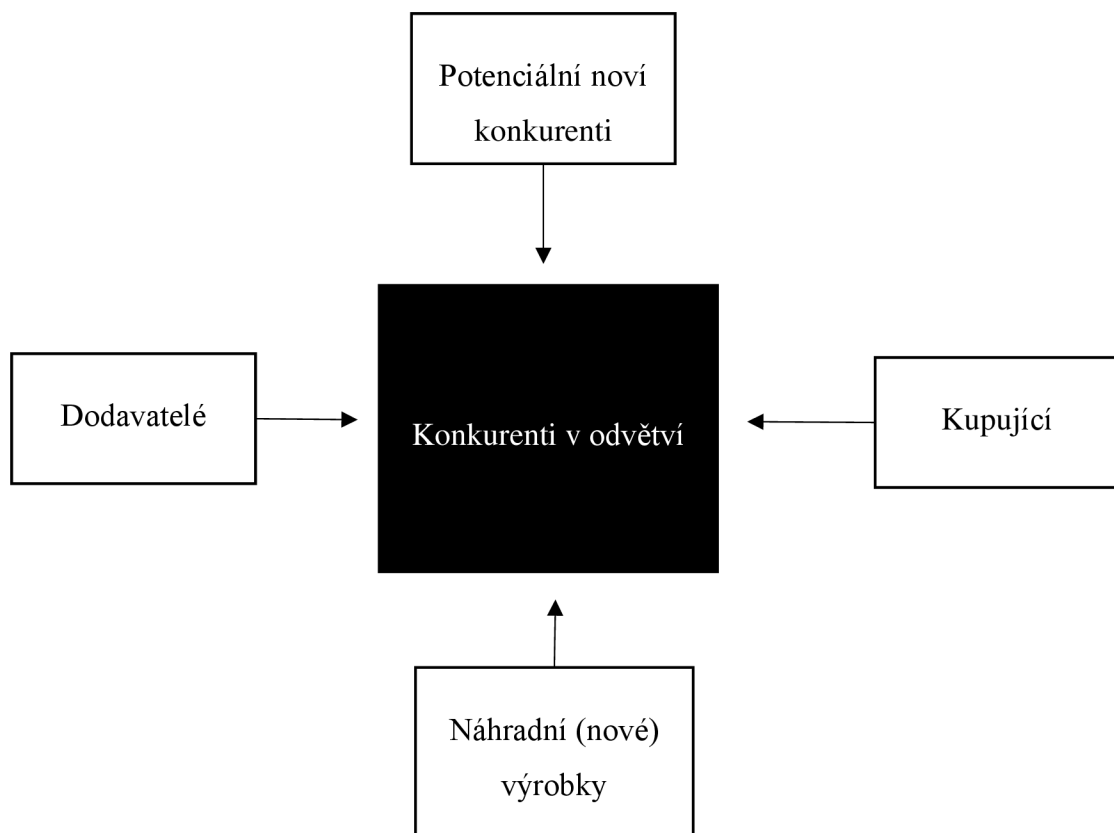 Potenciální noví
konkurenti
Dodavatelé
Konkurenti v odvětví
Kupující
Náhradní (nové)
výrobky